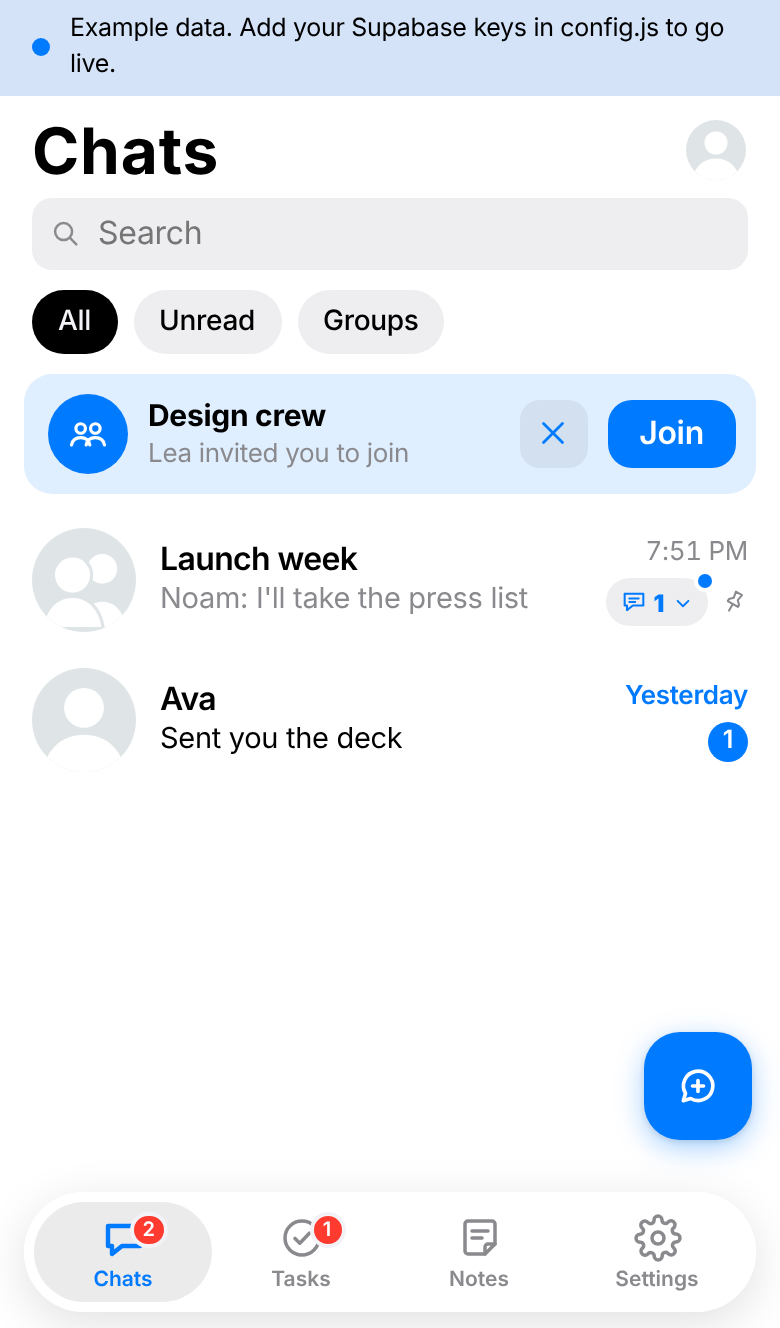 Example data. Add your Supabase keys in config.js to go
live.
Chats
Search
All
Unread
Groups
Design crew
Lea invited you to join
Join
Launch week
7:51 PM
Noam: I'll take the press list
1
Ava
Yesterday
Sent you the deck
1
2
1
Chats
Tasks
Notes
Settings